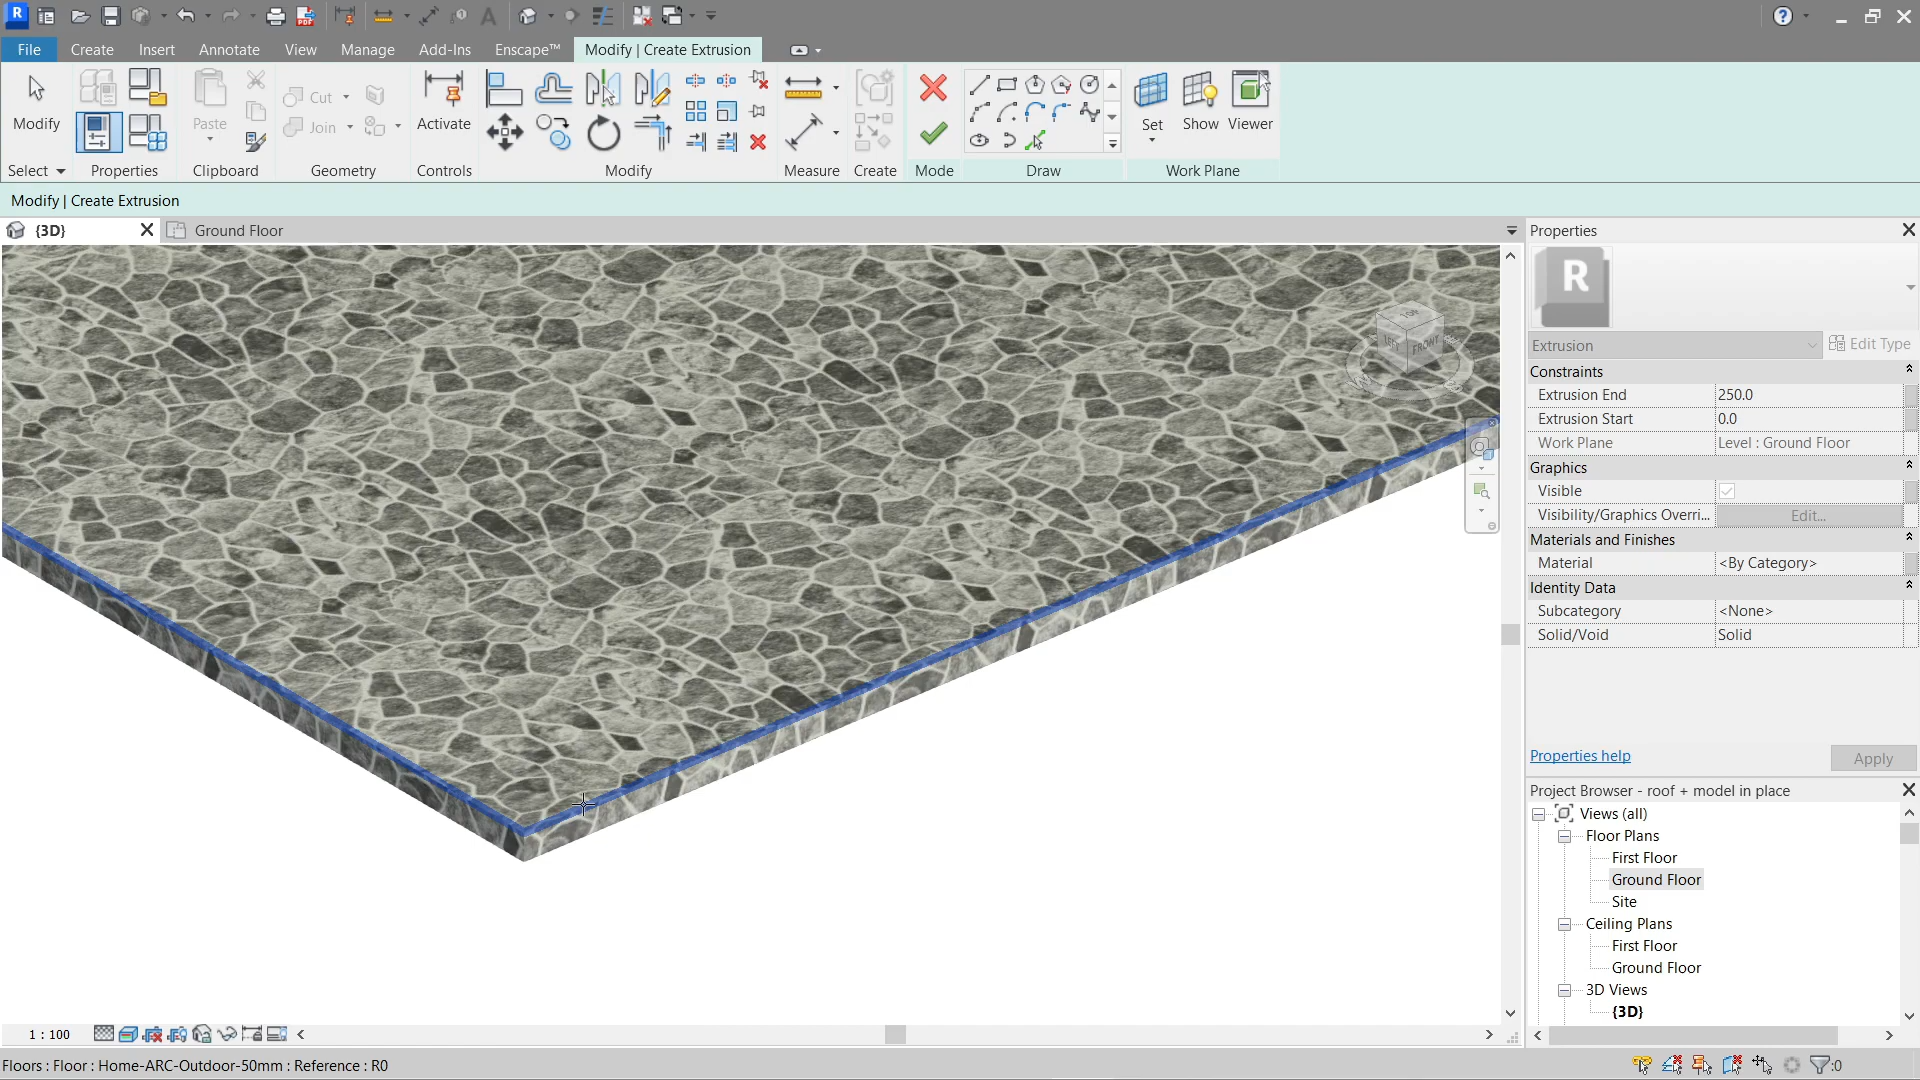 File
Create
Insert
Annotate
View
Manage
Add-Ins
Enscape™
Modify | Create Extrusion
Modify
Paste
Cut
Join
Activate
Set
Show
Viewer
Select
Properties
Clipboard
Geometry
Controls
Modify
Measure
Create
Mode
Draw
Work Plane
Modify | Create Extrusion
{3D}
Ground Floor
TOP
LEFT
FRONT
Properties
R
Extrusion
Edit Type
Constraints
Extrusion End 250.0
Extrusion Start 0.0
Work Plane Level : Ground Floor
Graphics
Visible
Visibility/Graphics Overri... Edit...
Materials and Finishes
Material <By Category>
Identity Data
Subcategory <None>
Solid/Void Solid
Properties help
Apply
Project Browser - roof + model in place
Views (all)
Floor Plans
First Floor
Ground Floor
Site
Ceiling Plans
First Floor
Ground Floor
3D Views
{3D}
1 : 100
Floors : Floor : Home-ARC-Outdoor-50mm : Reference : R0
:0